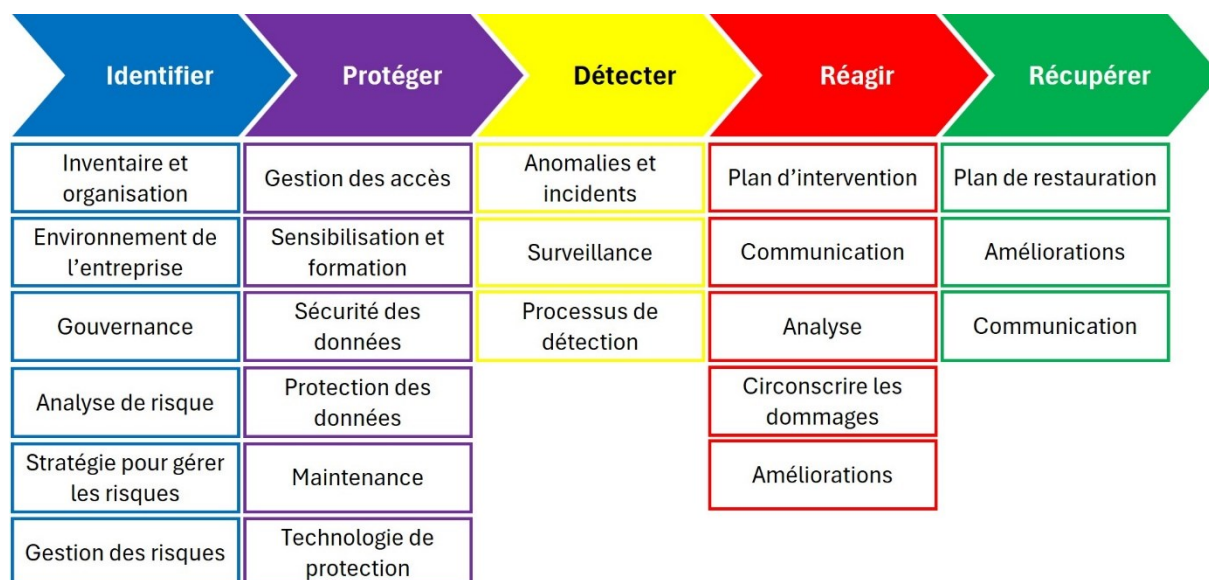 Identifier
Protéger
Détecter
Réagir
Récupérer
Inventaire et
organisation
Gestion des accès
Anomalies et
incidents
Plan d’intervention
Plan de restauration
Environnement de
l’entreprise
Sensibilisation et
formation
Surveillance
Communication
Améliorations
Gouvernance
Sécurité des
données
Processus de
détection
Analyse
Communication
Analyse de risque
Protection des
données
Circonscrire les
dommages
Stratégie pour gérer
les risques
Maintenance
Améliorations
Gestion des risques
Technologie de
protection